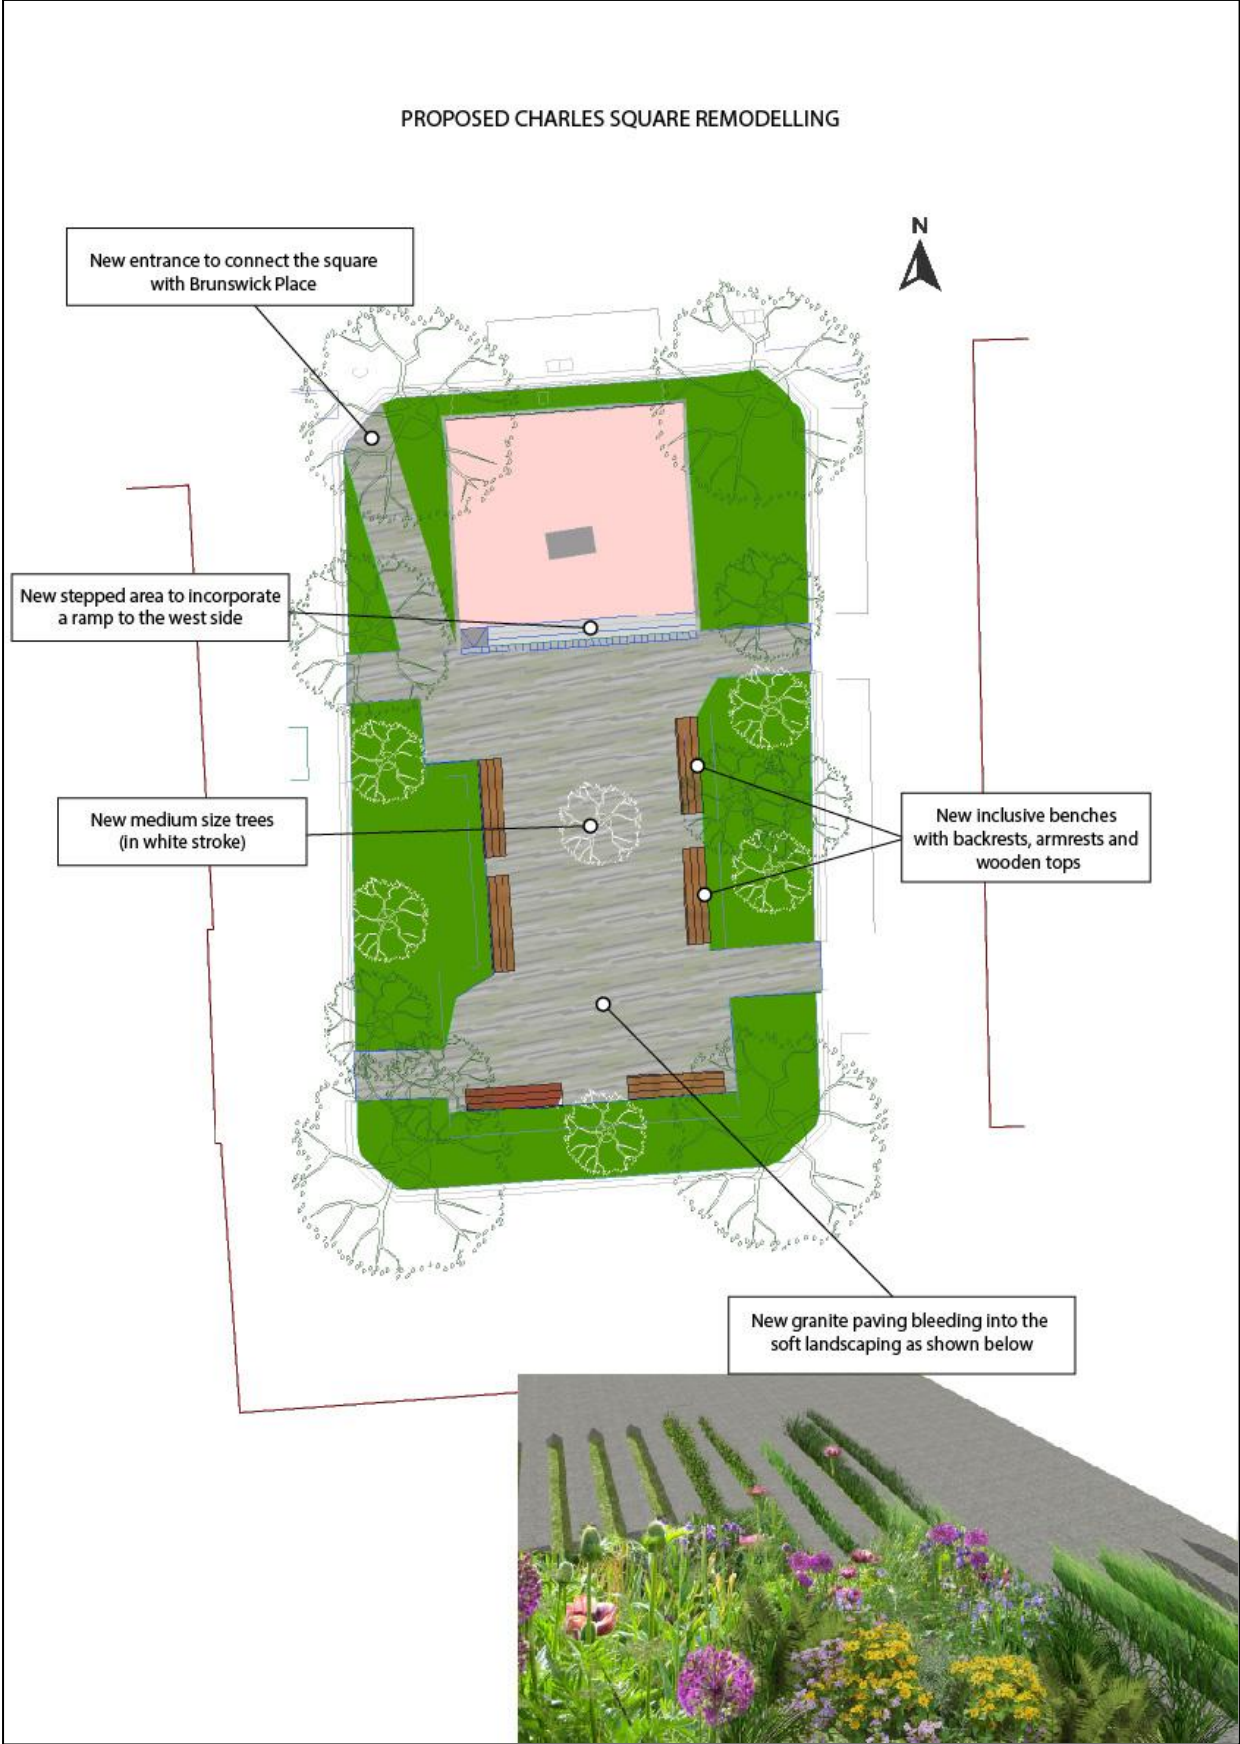 PROPOSED CHARLES SQUARE REMODELLING
N
New entrance to connect the square
with Brunswick Place
New stepped area to incorporate
a ramp to the west side
New medium size trees
(in white stroke)
New inclusive benches
with backrests, armrests and
wooden tops
New granite paving bleeding into the
soft landscaping as shown below